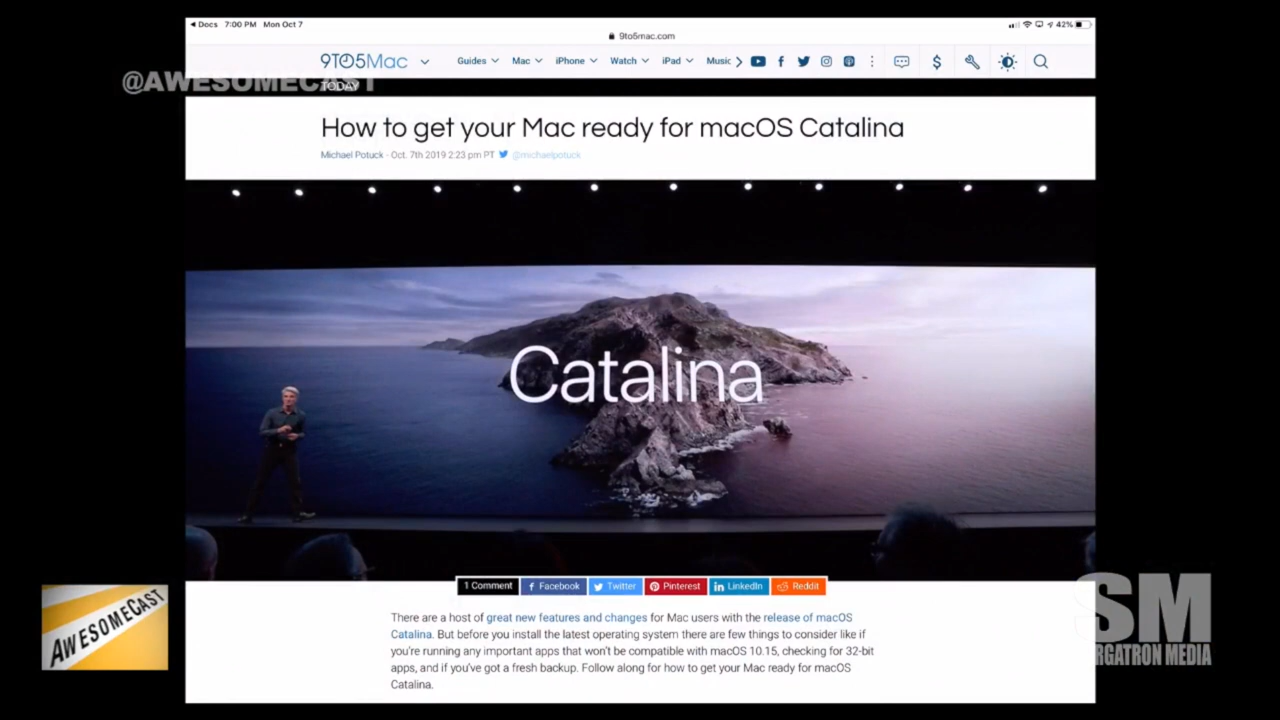 Docs 7:00 PM Mon Oct 7
42%
9to5mac.com
9TO5Mac
Guides Mac iPhone Watch iPad Music
@AWESOMECAST
TODAY
How to get your Mac ready for macOS Catalina
Michael Potuck - Oct. 7th 2019 2:23 pm PT @michaelpotuck
Catalina
1 Comment Facebook Twitter Pinterest LinkedIn Reddit
There are a host of great new features and changes for Mac users with the release of macOS
Catalina. But before you install the latest operating system there are few things to consider like if
you're running any important apps that won't be compatible with macOS 10.15, checking for 32-bit
apps, and if you've got a fresh backup. Follow along for how to get your Mac ready for macOS
Catalina.
AWESOMECAST
SM
RGATRON MEDIA